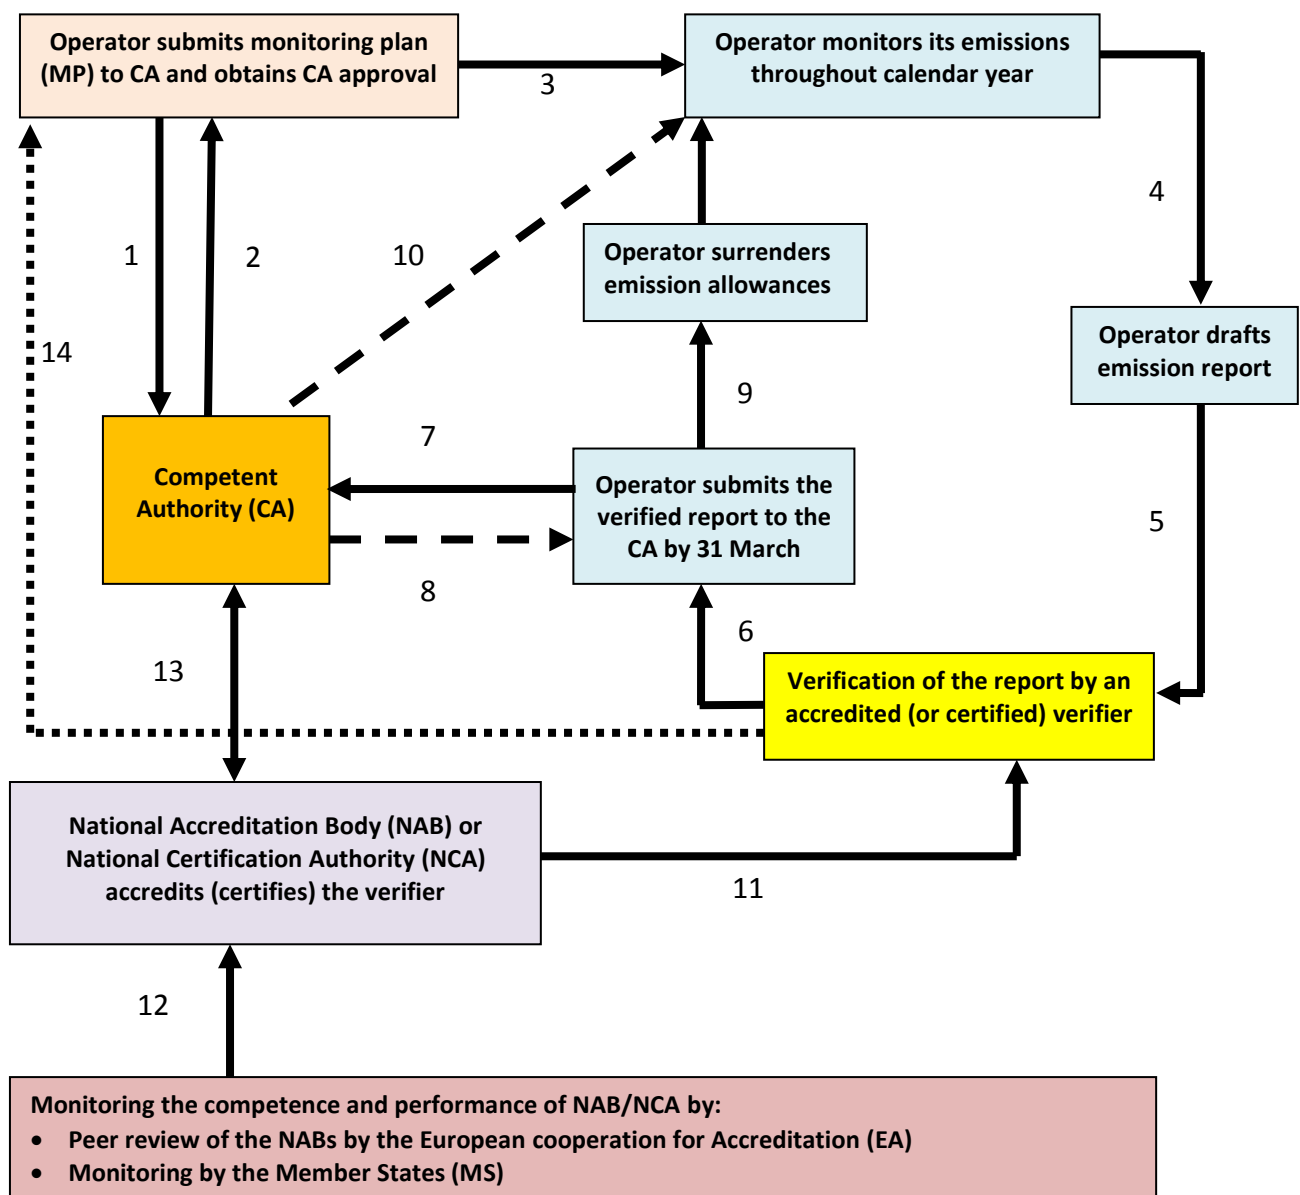 Operator submits monitoring plan
(MP) to CA and obtains CA approval
3
Operator monitors its emissions
throughout calendar year
4
1
2
10
Operator surrenders
emission allowances
14
Operator drafts
emission report
9
7
Competent
Authority (CA)
Operator submits the
verified report to the
CA by 31 March
5
8
6
13
Verification of the report by an
accredited (or certified) verifier
National Accreditation Body (NAB) or
National Certification Authority (NCA)
accredits (certifies) the verifier
11
12
Monitoring the competence and performance of NAB/NCA by:
• Peer review of the NABs by the European cooperation for Accreditation (EA)
• Monitoring by the Member States (MS)